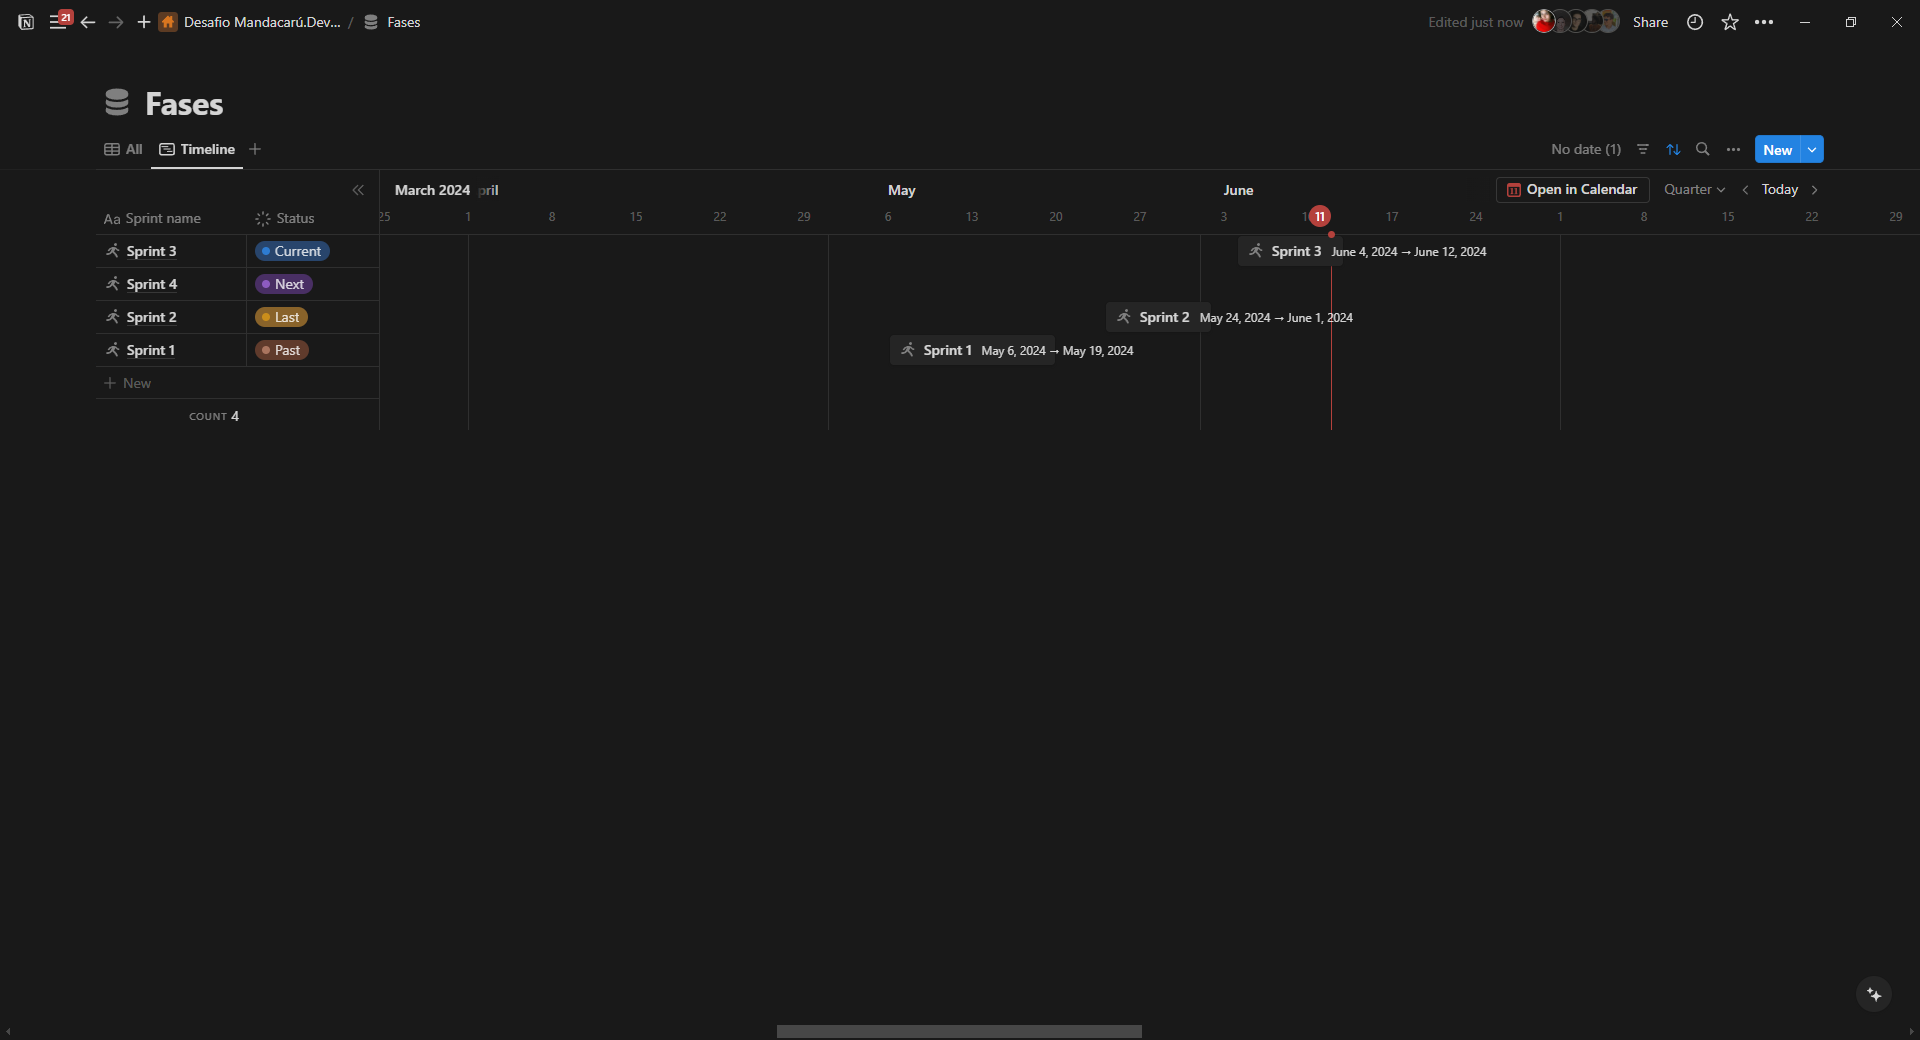 21
Desafio Mandacarú.Dev... / Fases
Edited just now
Share
Fases
All
Timeline
No date (1)
New
March 2024 pril
May
June
Open in Calendar
Quarter
Today
Aa Sprint name
Status
25 1 8 15 22 29 6 13 20 27 3 11 17 24 1 8 15 22 29
Sprint 3 Current
Sprint 3 June 4, 2024 → June 12, 2024
Sprint 4 Next
Sprint 2 Last
Sprint 2 May 24, 2024 → June 1, 2024
Sprint 1 Past
Sprint 1 May 6, 2024 → May 19, 2024
New
COUNT 4